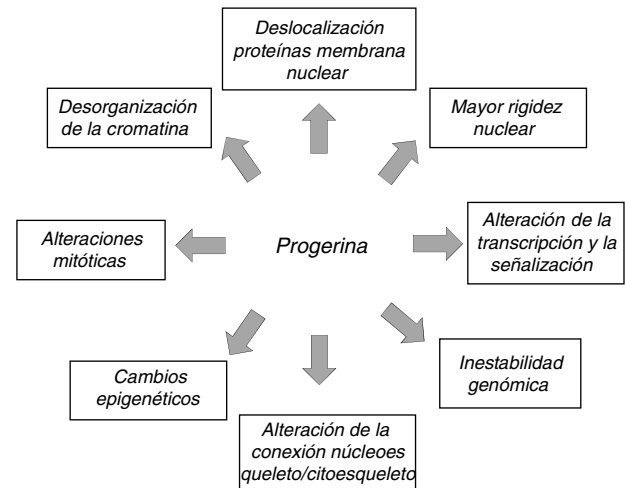 Deslocalización
proteínas membrana
nuclear
Desorganización
de la cromatina
Mayor rigidez
nuclear
Alteraciones
mitóticas
Progerina
Alteración de la
transcripción y la
señalización
Cambios
epigenéticos
Inestabilidad
genómica
Alteración de la
conexión núcleoes
queleto/citoesqueleto